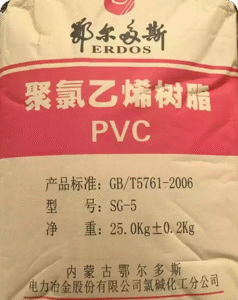 鄂尔多斯
ERDOS
聚氯乙烯树脂
PVC
产品标准: GB/T5761-2006
型 号: SG-5
净 重: 25.0Kg±0.2Kg
内蒙古鄂尔多斯
电力冶金股份有限公司氯碱化工分公司